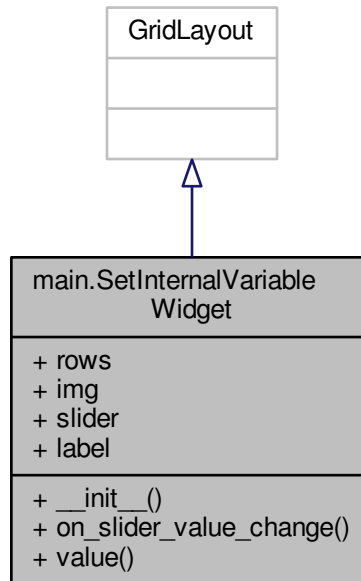 GridLayout
main.SetInternalVariable
Widget
+ rows
+ img
+ slider
+ label
+ __init__()
+ on_slider_value_change()
+ value()